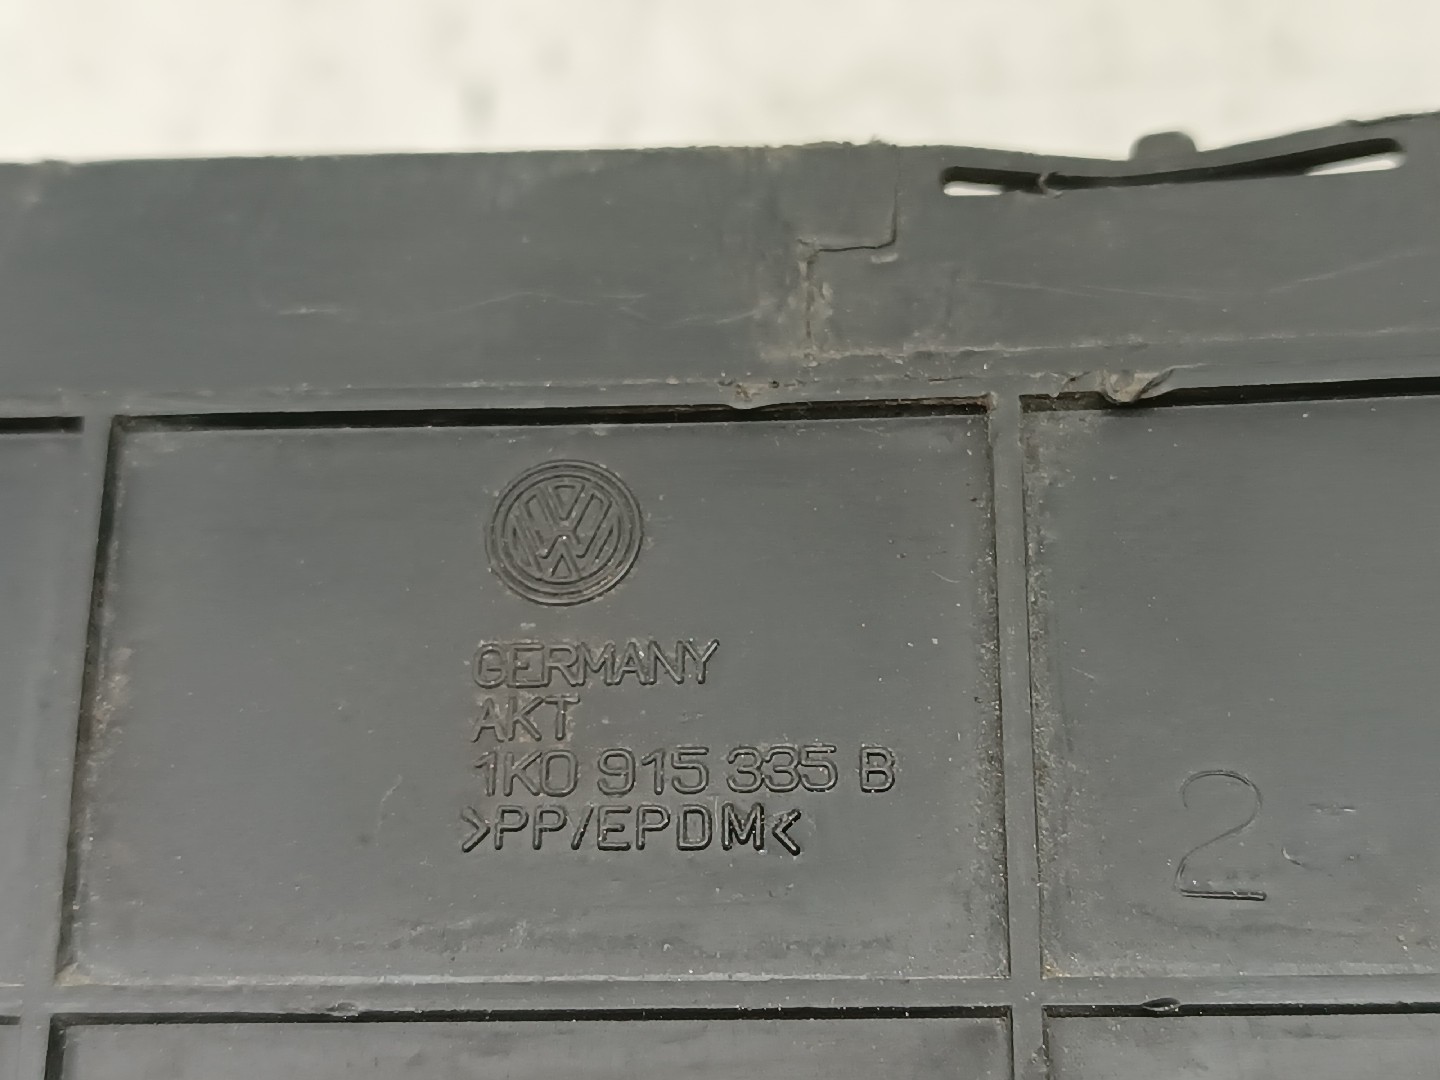 GERMANY
AKT
1K0 915 335 B
>PP/EPDM<
2